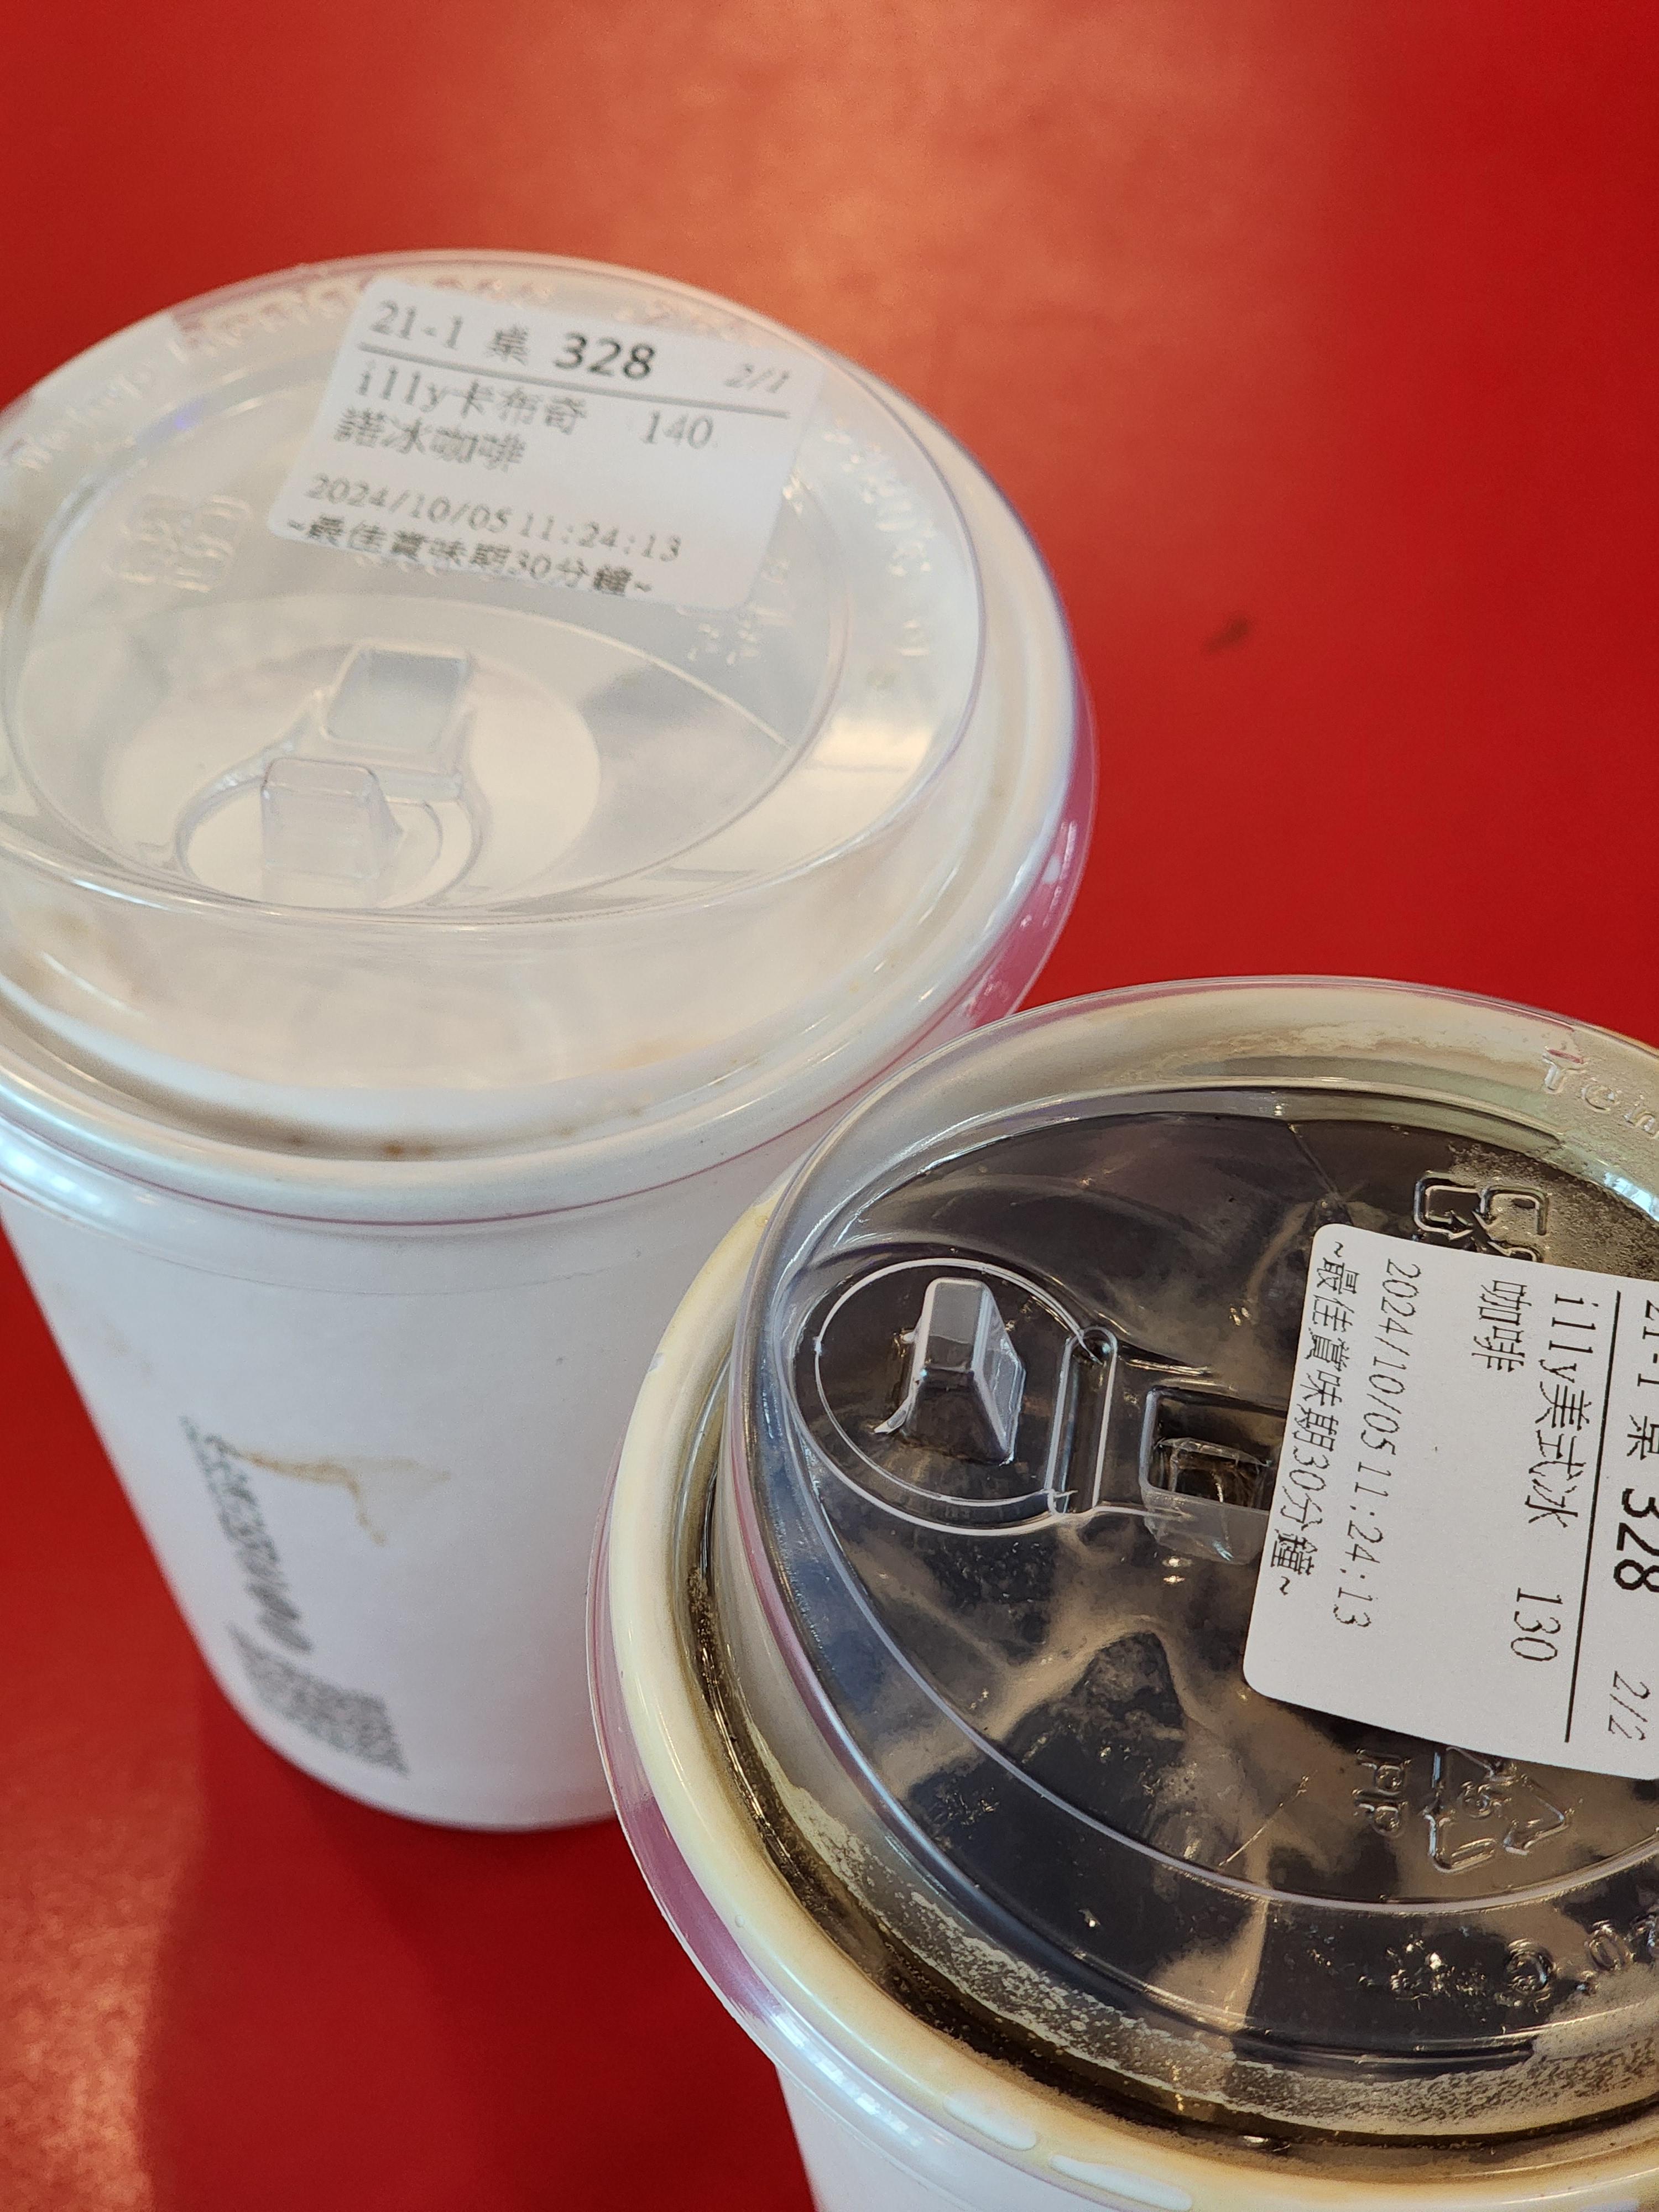 21-1 桌 328 2/1
illy卡布奇 140
諾冰咖啡
2024/10/05 11:24:13
~最佳賞味期30分鐘~
21-1 桌 328 2/2
illy美式冰 130
咖啡
2024/10/05 11:24:13
~最佳賞味期30分鐘~
PP